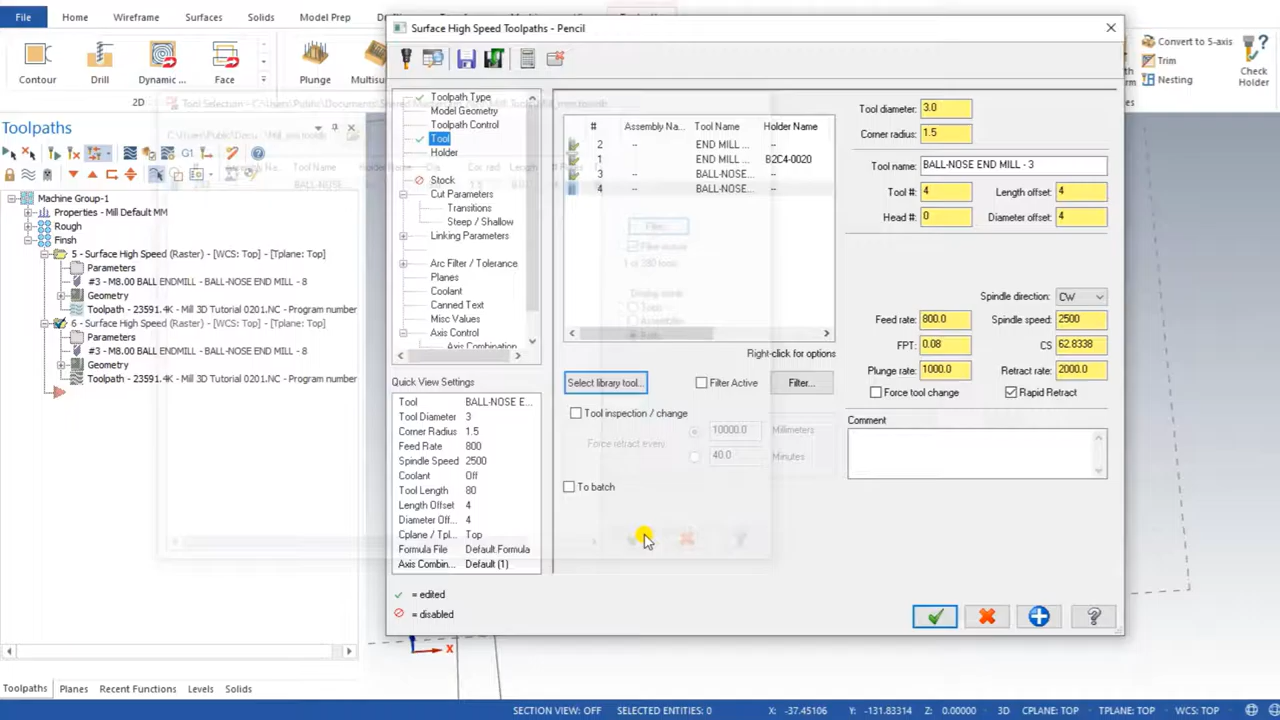 File
Home
Wireframe
Surfaces
Solids
Model Prep
Contour
Drill
Dynamic ...
Face
Plunge
Multisu
2D
Convert to 5-axis
Trim
Nesting
Check
Holder
Surface High Speed Toolpaths - Pencil
Toolpaths
Machine Group-1
Properties - Mill Default MM
Rough
Finsh
5 - Surface High Speed (Raster) - [WCS: Top] - [Tplane: Top]
Parameters
#3 - M8.00 BALL ENDMILL - BALL-NOSE END MILL - 8
Geometry
Toolpath - 23591.4K - Mill 3D Tutorial 0201.NC - Program number
6 - Surface High Speed (Raster) - [WCS: Top] - [Tplane: Top]
Parameters
#3 - M8.00 BALL ENDMILL - BALL-NOSE END MILL - 8
Geometry
Toolpath - 23591.4K - Mill 3D Tutorial 0201.NC - Program number
Toolpath Type
Model Geometry
Toolpath Control
Tool
Holder
Stock
Cut Parameters
Transitions
Steep / Shallow
Linking Parameters
Arc Filter / Tolerance
Planes
Coolant
Canned Text
Misc Values
Axis Control
Axis Combination
Quick View Settings
Tool BALL-NOSE E...
Tool Diameter 3
Corner Radius 1.5
Feed Rate 800
Spindle Speed 2500
Coolant Off
Tool Length 80
Length Offset 4
Diameter Off... 4
Cplane / Tpl... Top
Formula File Default.Formula
Axis Combin... Default (1)
= edited
= disabled
# Assembly Na... Tool Name Holder Name
2 -- END MILL ... --
1 -- END MILL ... B2C4-0020
3 -- BALL-NOSE... --
4 -- BALL-NOSE... --
Right-click for options
Select library tool...
Filter Active
Filter...
Tool inspection / change
Force retract every
10000.0 Millimeters
40.0 Minutes
To batch
Tool diameter: 3.0
Corner radius: 1.5
Tool name: BALL-NOSE END MILL - 3
Tool #: 4 Length offset: 4
Head #: 0 Diameter offset: 4
Spindle direction: CW
Feed rate: 800.0 Spindle speed: 2500
FPT: 0.08 CS 62.8338
Plunge rate: 1000.0 Retract rate: 2000.0
Force tool change Rapid Retract
Comment
Toolpaths Planes Recent Functions Levels Solids
X
SECTION VIEW: OFF SELECTED ENTITIES: 0 X: -37.45106 Y: -131.83314 Z: 0.00000 3D CPLANE: TOP TPLANE: TOP WCS: TOP